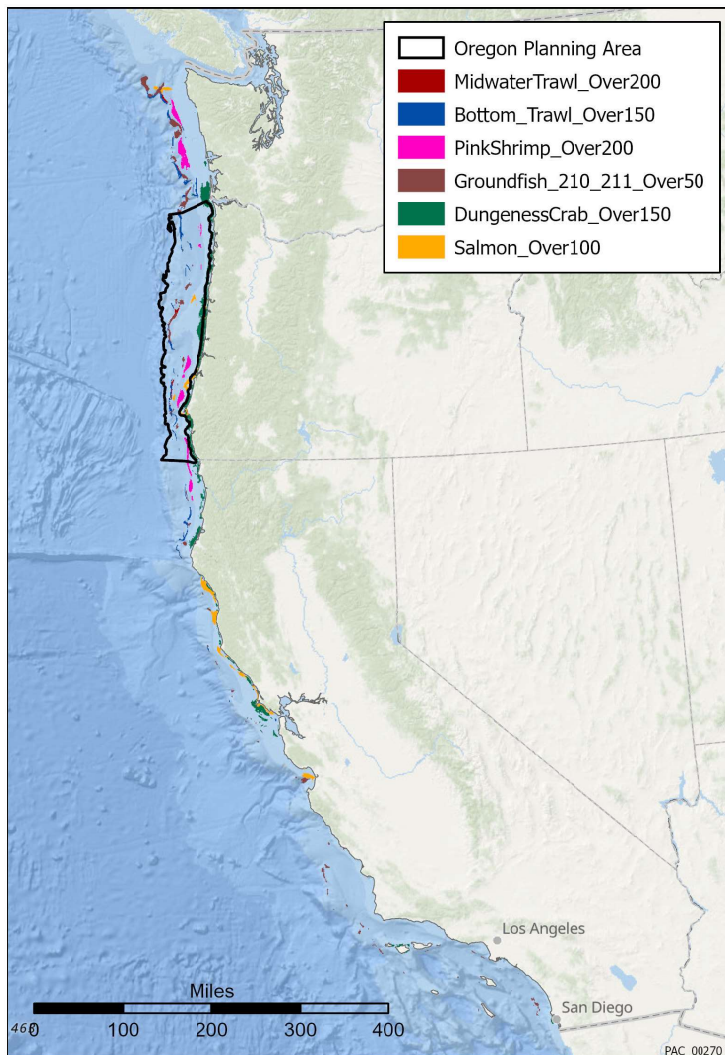 Oregon Planning Area
MidwaterTrawl_Over200
Bottom_Trawl_Over150
PinkShrimp_Over200
Groundfish_210_211_Over50
DungenessCrab_Over150
Salmon_Over100
Los Angeles
San Diego
Miles
0 100 200 300 400
PAC_00270